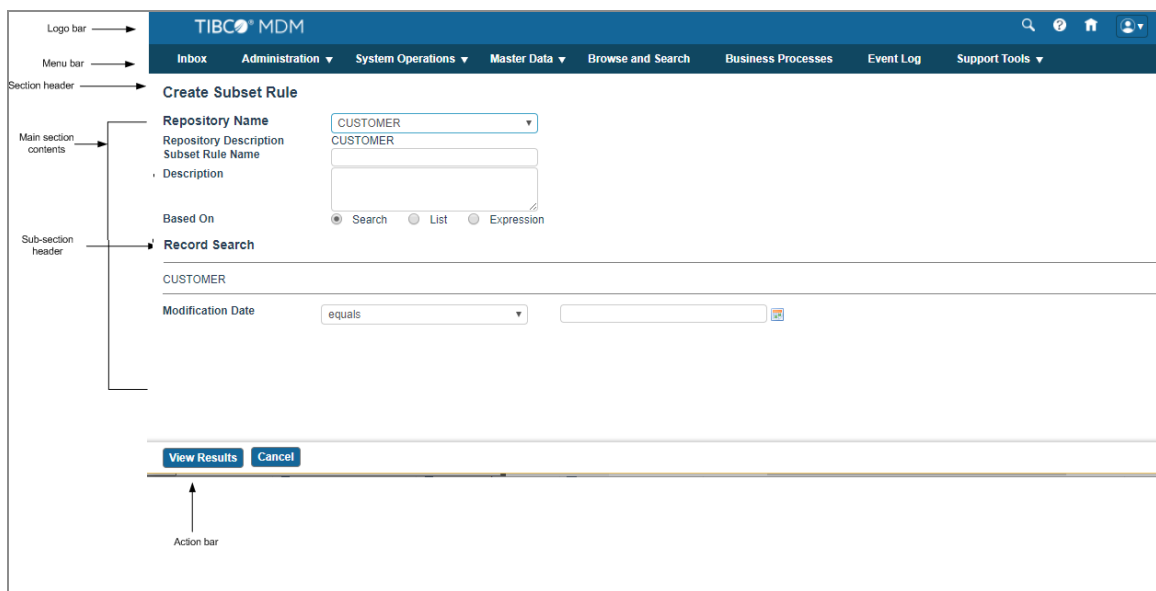 Logo bar
TIBCO® MDM
Menu bar
Inbox Administration ▼ System Operations ▼ Master Data ▼ Browse and Search Business Processes Event Log Support Tools ▼
Section header
Create Subset Rule
Main section
contents
Repository Name CUSTOMER
Repository Description CUSTOMER
Subset Rule Name
Description
Based On Search List Expression
Sub-section
header
Record Search
CUSTOMER
Modification Date equals
View Results Cancel
Action bar